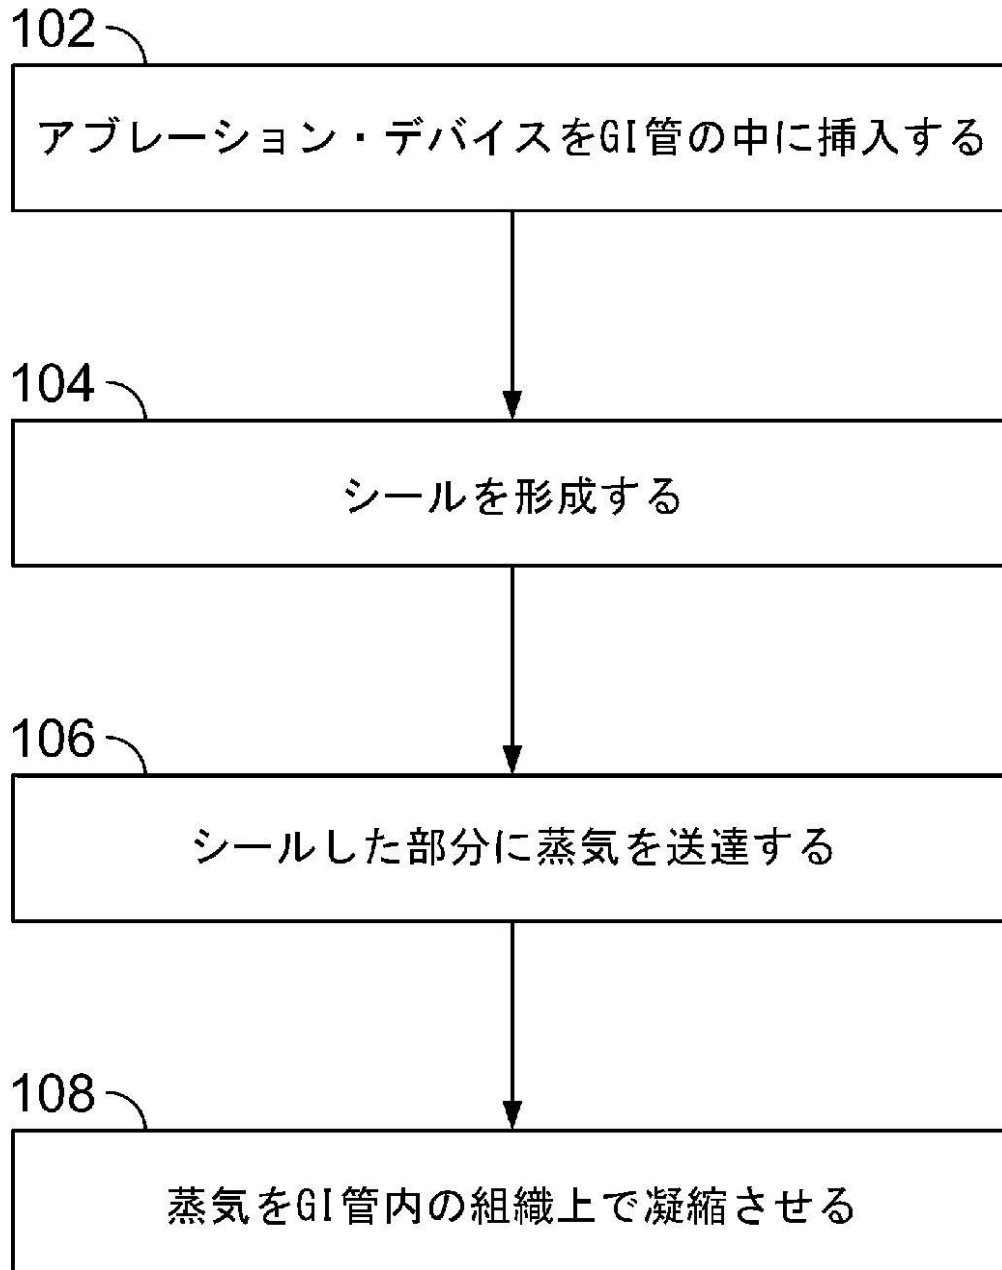 102
アブレーション・デバイスをGI管の中に挿入する
104
シールを形成する
106
シールした部分に蒸気を送達する
108
蒸気をGI管内の組織上で凝縮させる